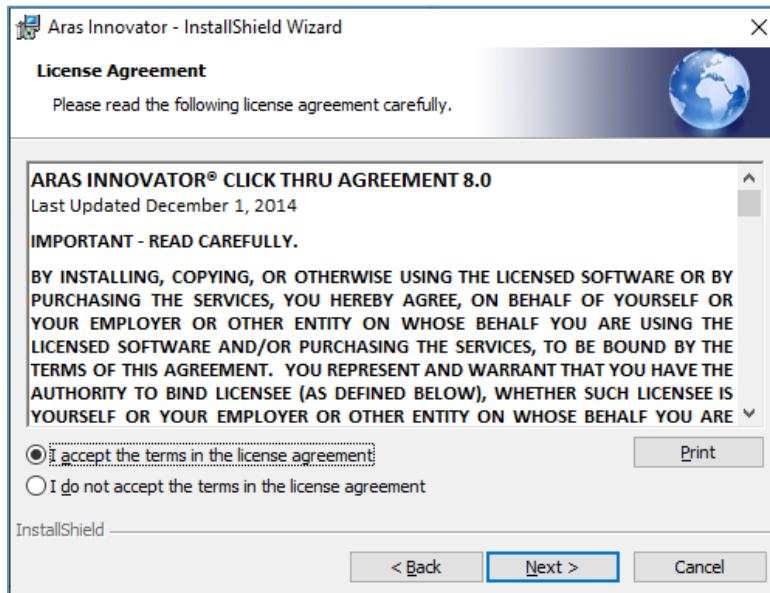 Aras Innovator - InstallShield Wizard
License Agreement
Please read the following license agreement carefully.
ARAS INNOVATOR® CLICK THRU AGREEMENT 8.0
Last Updated December 1, 2014
IMPORTANT - READ CAREFULLY.
BY INSTALLING, COPYING, OR OTHERWISE USING THE LICENSED SOFTWARE OR BY
PURCHASING THE SERVICES, YOU HEREBY AGREE, ON BEHALF OF YOURSELF OR
YOUR EMPLOYER OR OTHER ENTITY ON WHOSE BEHALF YOU ARE USING THE
LICENSED SOFTWARE AND/OR PURCHASING THE SERVICES, TO BE BOUND BY THE
TERMS OF THIS AGREEMENT. YOU REPRESENT AND WARRANT THAT YOU HAVE THE
AUTHORITY TO BIND LICENSEE (AS DEFINED BELOW), WHETHER SUCH LICENSEE IS
YOURSELF OR YOUR EMPLOYER OR OTHER ENTITY ON WHOSE BEHALF YOU ARE
I accept the terms in the license agreement
Print
I do not accept the terms in the license agreement
InstallShield
< Back
Next >
Cancel